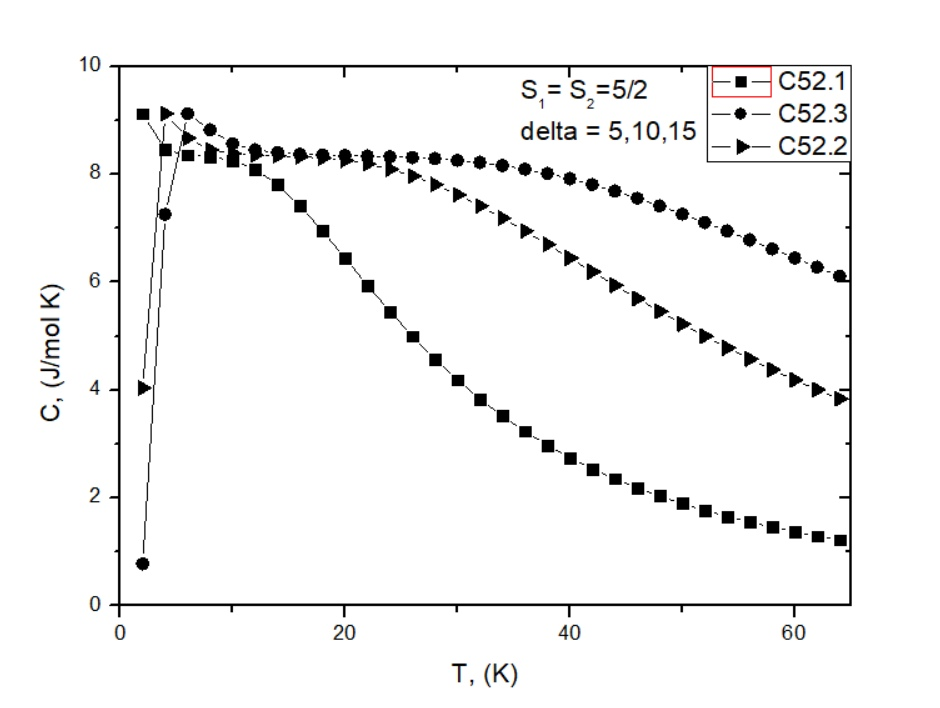 10
8
6
4
2
0
C, (J/mol K)
S₁= S₂=5/2
delta = 5,10,15
C52.1
C52.3
C52.2
0
20
40
60
T, (K)